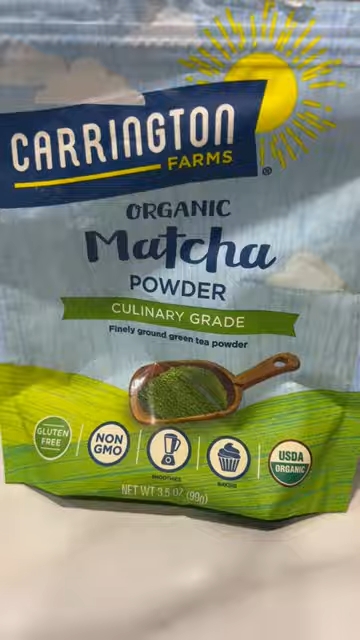 CARRINGTON
FARMS
®
ORGANIC
Matcha
POWDER
CULINARY GRADE
Finely ground green tea powder
GLUTEN
FREE
NON
GMO
SMOOTHIES
BAKING
USDA
ORGANIC
NET WT 3.5 OZ (99g)